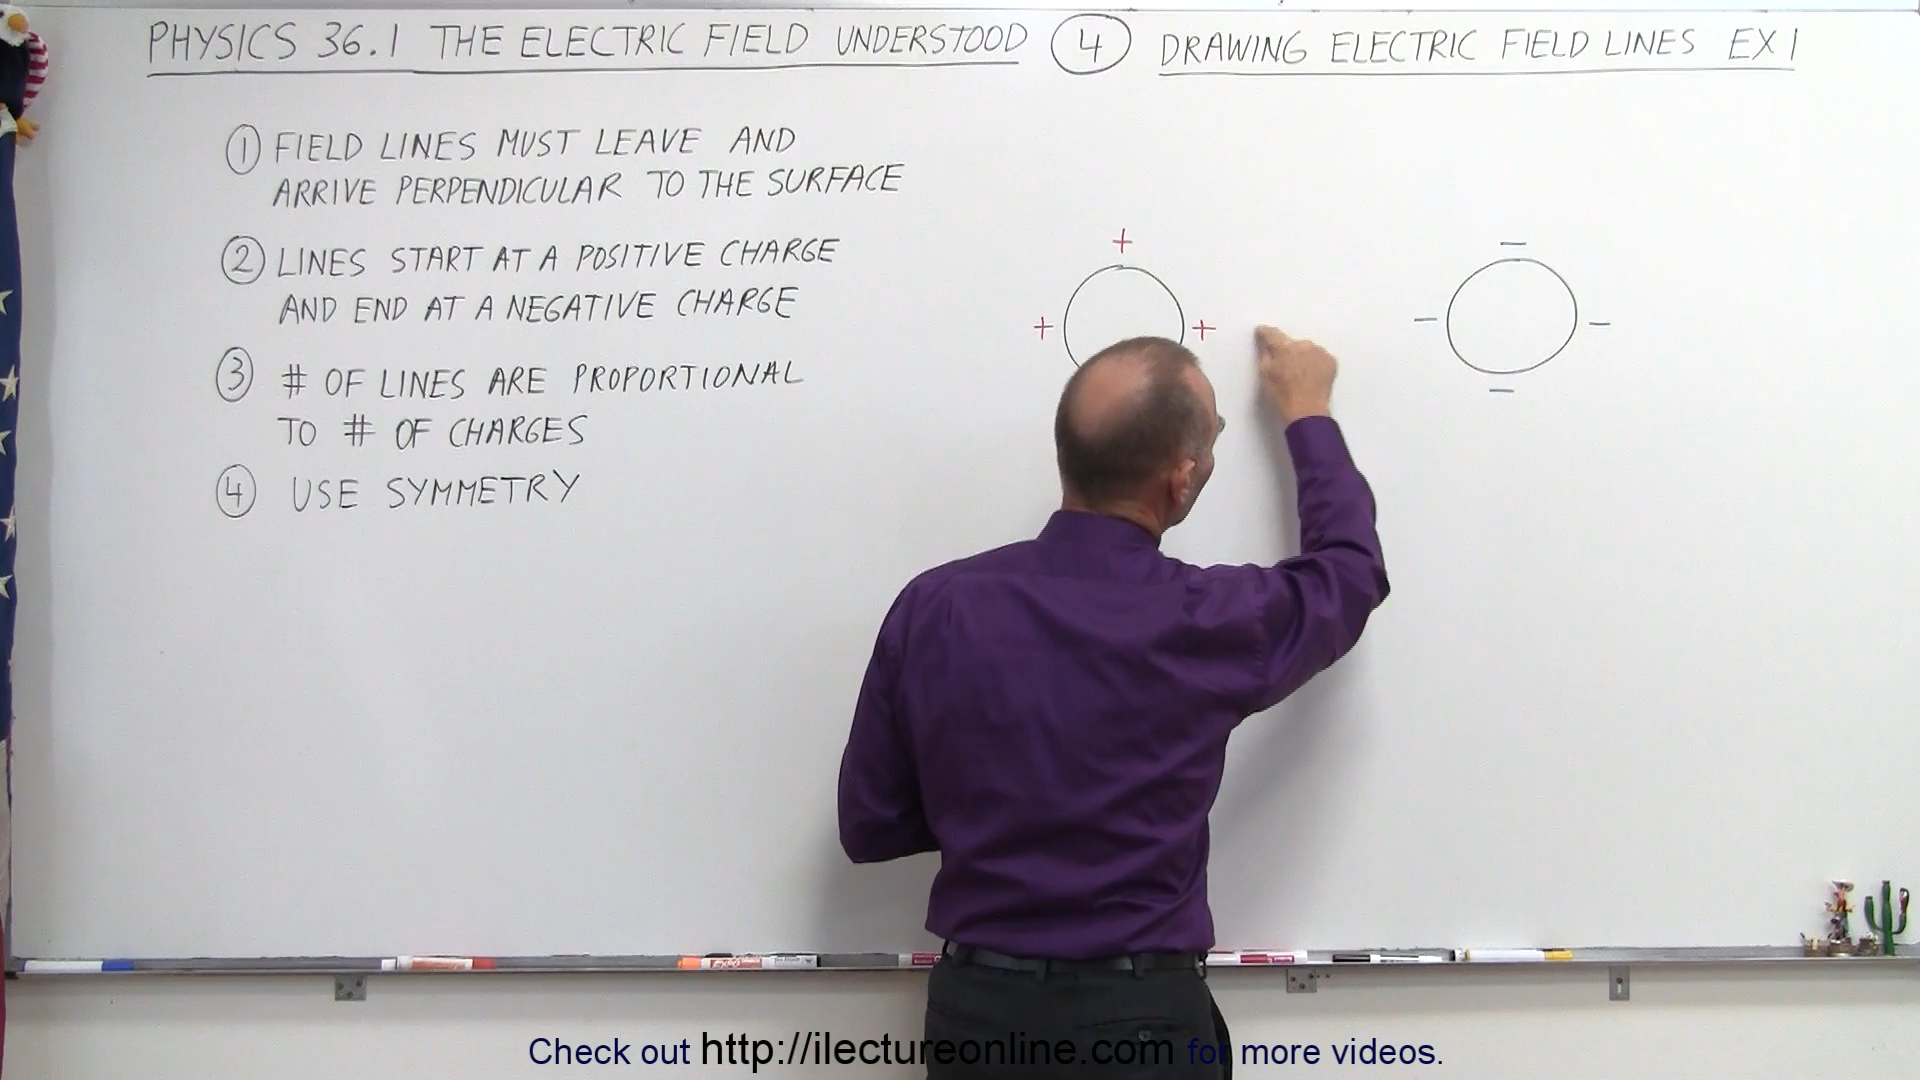 PHYSICS 36.1 THE ELECTRIC FIELD UNDERSTOOD 4 DRAWING ELECTRIC FIELD LINES EX 1
1 FIELD LINES MUST LEAVE AND
ARRIVE PERPENDICULAR TO THE SURFACE
2 LINES START AT A POSITIVE CHARGE
AND END AT A NEGATIVE CHARGE
3 # OF LINES ARE PROPORTIONAL
TO # OF CHARGES
4 USE SYMMETRY
+ −
+ + − −
−
Check out http://ilectureonline.com for more videos.